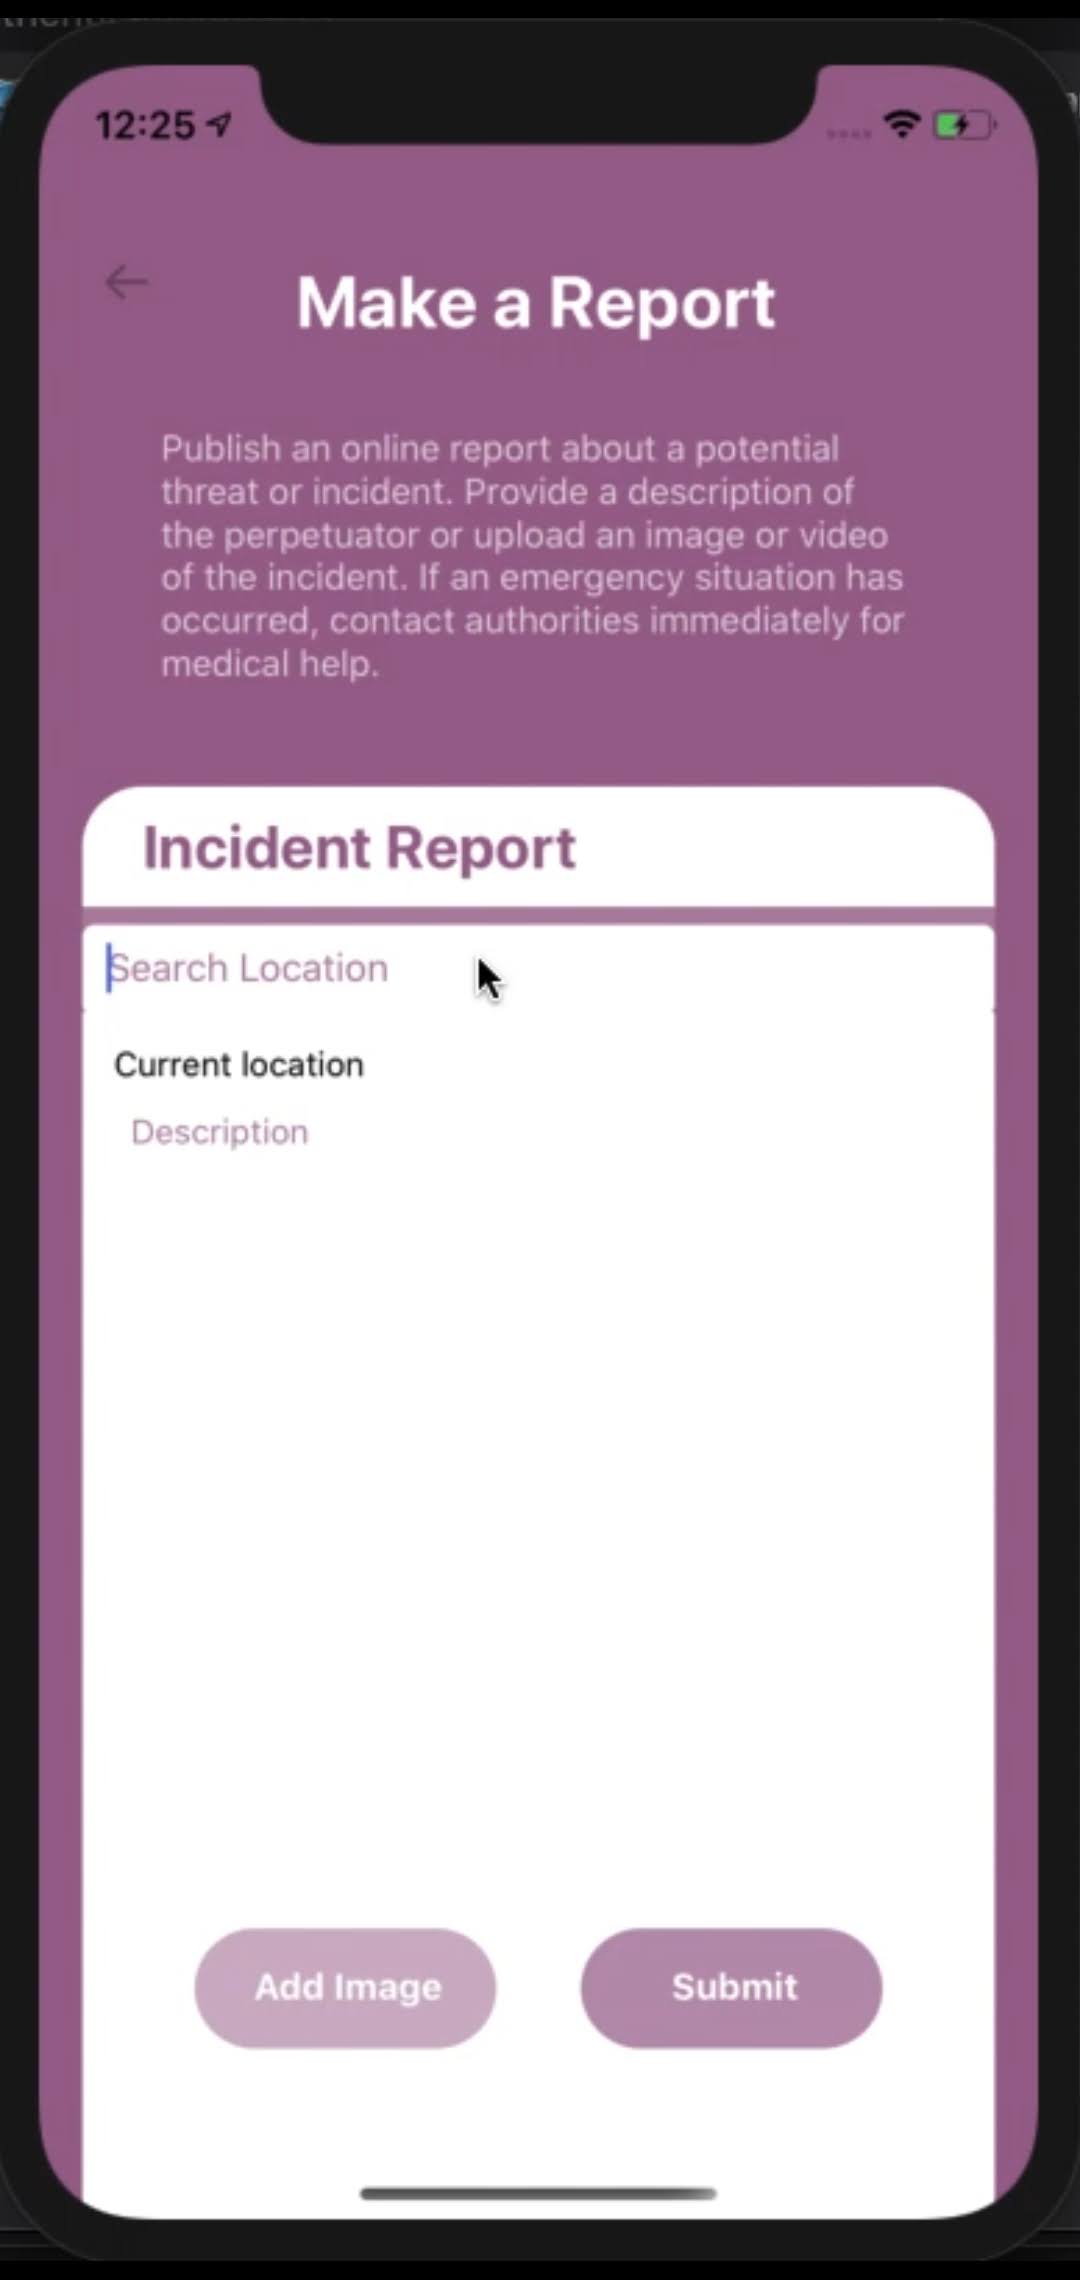 12:25
Make a Report
Publish an online report about a potential
threat or incident. Provide a description of
the perpetuator or upload an image or video
of the incident. If an emergency situation has
occurred, contact authorities immediately for
medical help.
Incident Report
Search Location
Current location
Description
Add Image
Submit